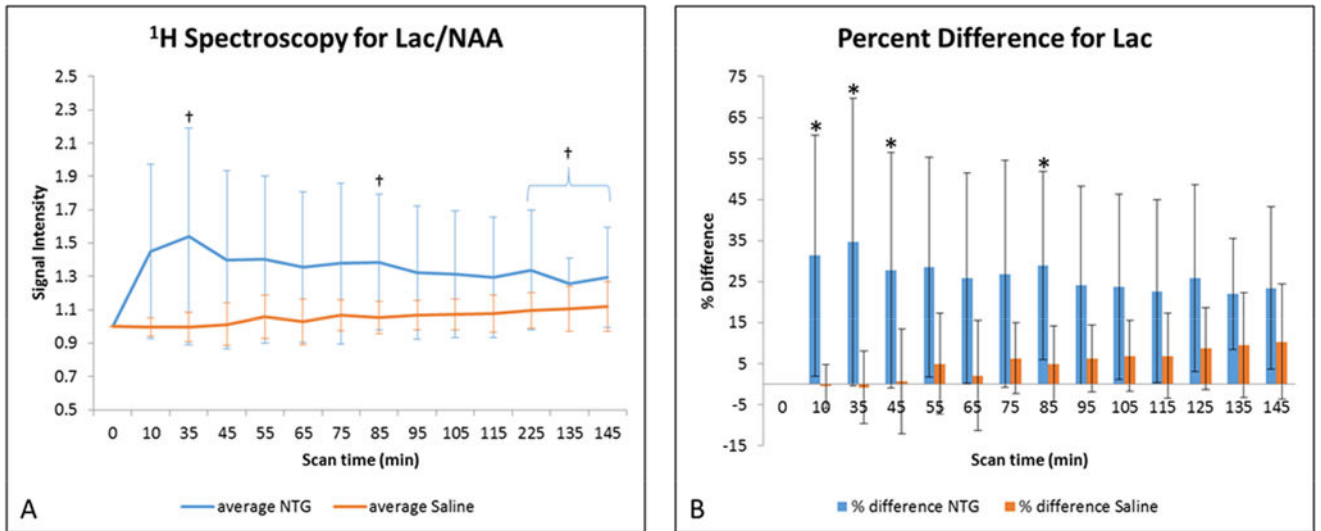 ¹H Spectroscopy for Lac/NAA
2.5
2.3
2.1
1.9
1.7
1.5
1.3
1.1
0.9
0.7
0.5
Signal Intensity
† † †
0 10 35 45 55 65 75 85 95 105 115 225 135 145
Scan time (min)
average NTG average Saline
A
Percent Difference for Lac
75
65
55
45
35
25
15
5
-5
-15
% Difference
* * * *
0 10 35 45 55 65 75 85 95 105 115 125 135 145
Scan time (min)
% difference NTG % difference Saline
B